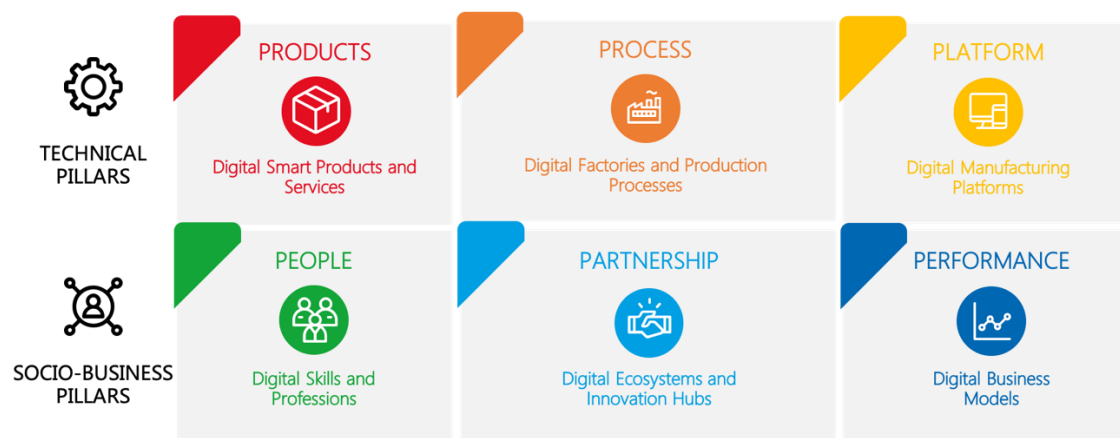 TECHNICAL
PILLARS
PRODUCTS
Digital Smart Products and
Services
PROCESS
Digital Factories and Production
Processes
PLATFORM
Digital Manufacturing
Platforms
SOCIO-BUSINESS
PILLARS
PEOPLE
Digital Skills and
Professions
PARTNERSHIP
Digital Ecosystems and
Innovation Hubs
PERFORMANCE
Digital Business
Models